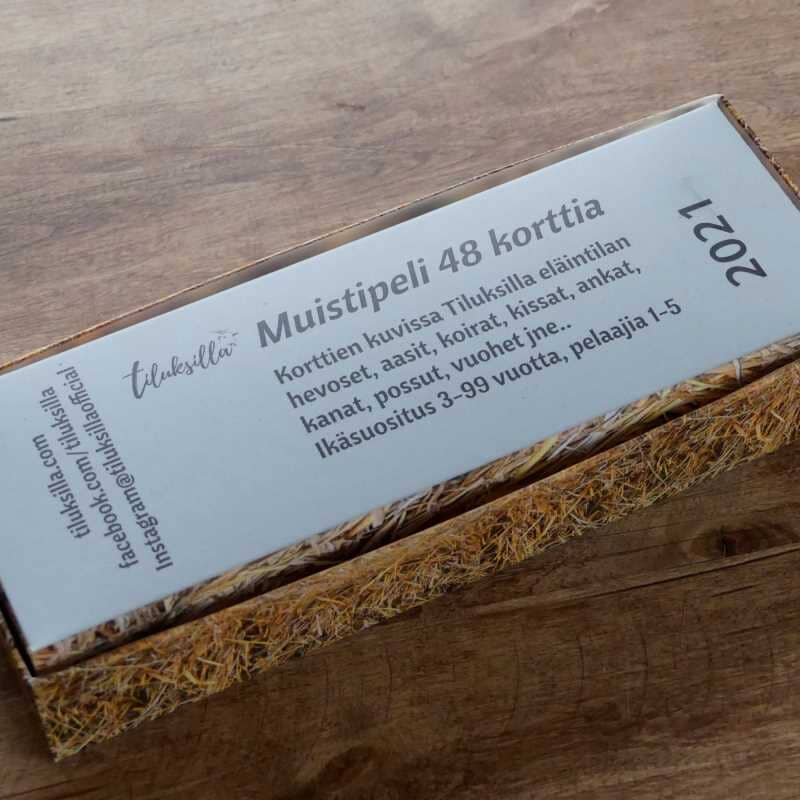 tiluksilla
Muistipeli 48 korttia
Korttien kuvissa Tiluksilla eläintilan
hevoset, aasit, koirat, kissat, ankat,
kanat, possut, vuohet jne..
Ikäsuositus 3-99 vuotta, pelaajia 1-5
2021
tiluksilla.com
facebook.com/tiluksilla
Instagram@tiluksillaofficial